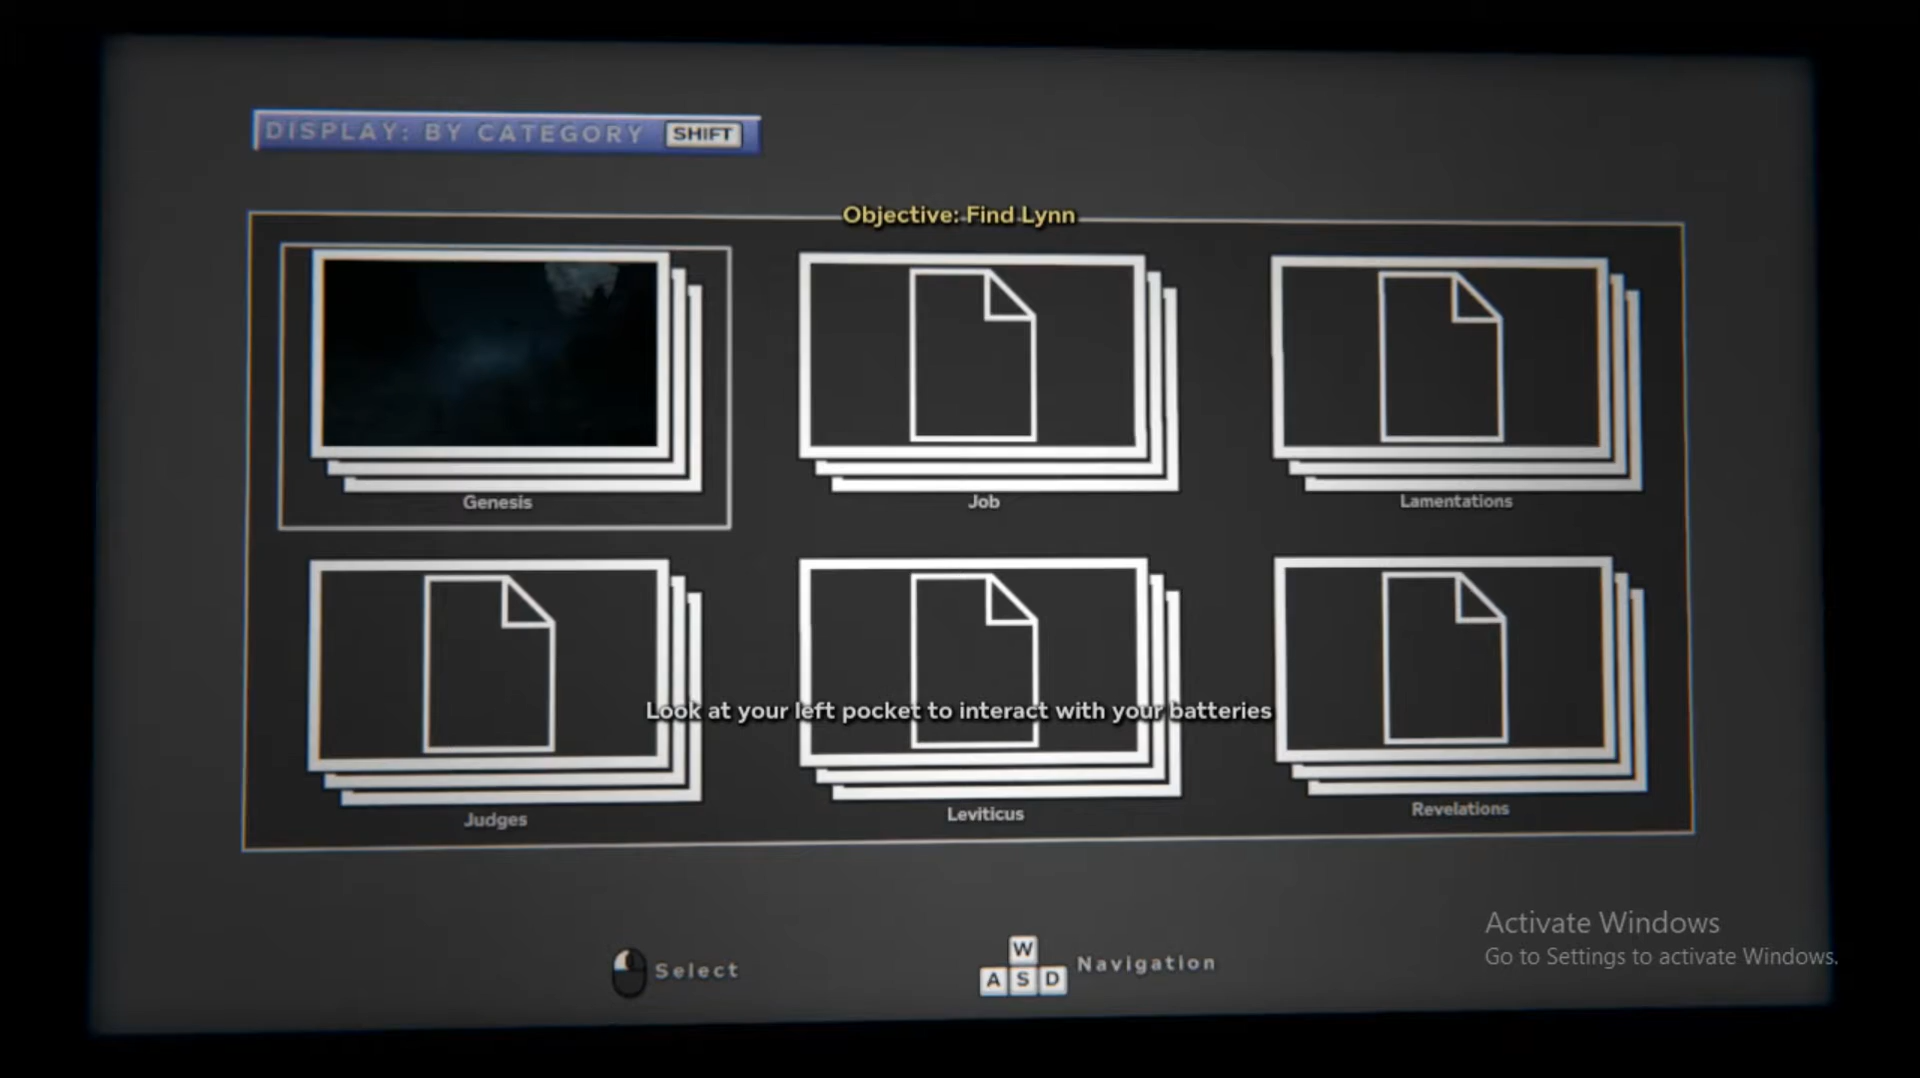 DISPLAY: BY CATEGORY SHIFT
Objective: Find Lynn
Genesis
Job
Lamentations
Look at your left pocket to interact with your batteries
Judges
Leviticus
Revelations
Activate Windows
Go to Settings to activate Windows.
Select
W
A S D
Navigation